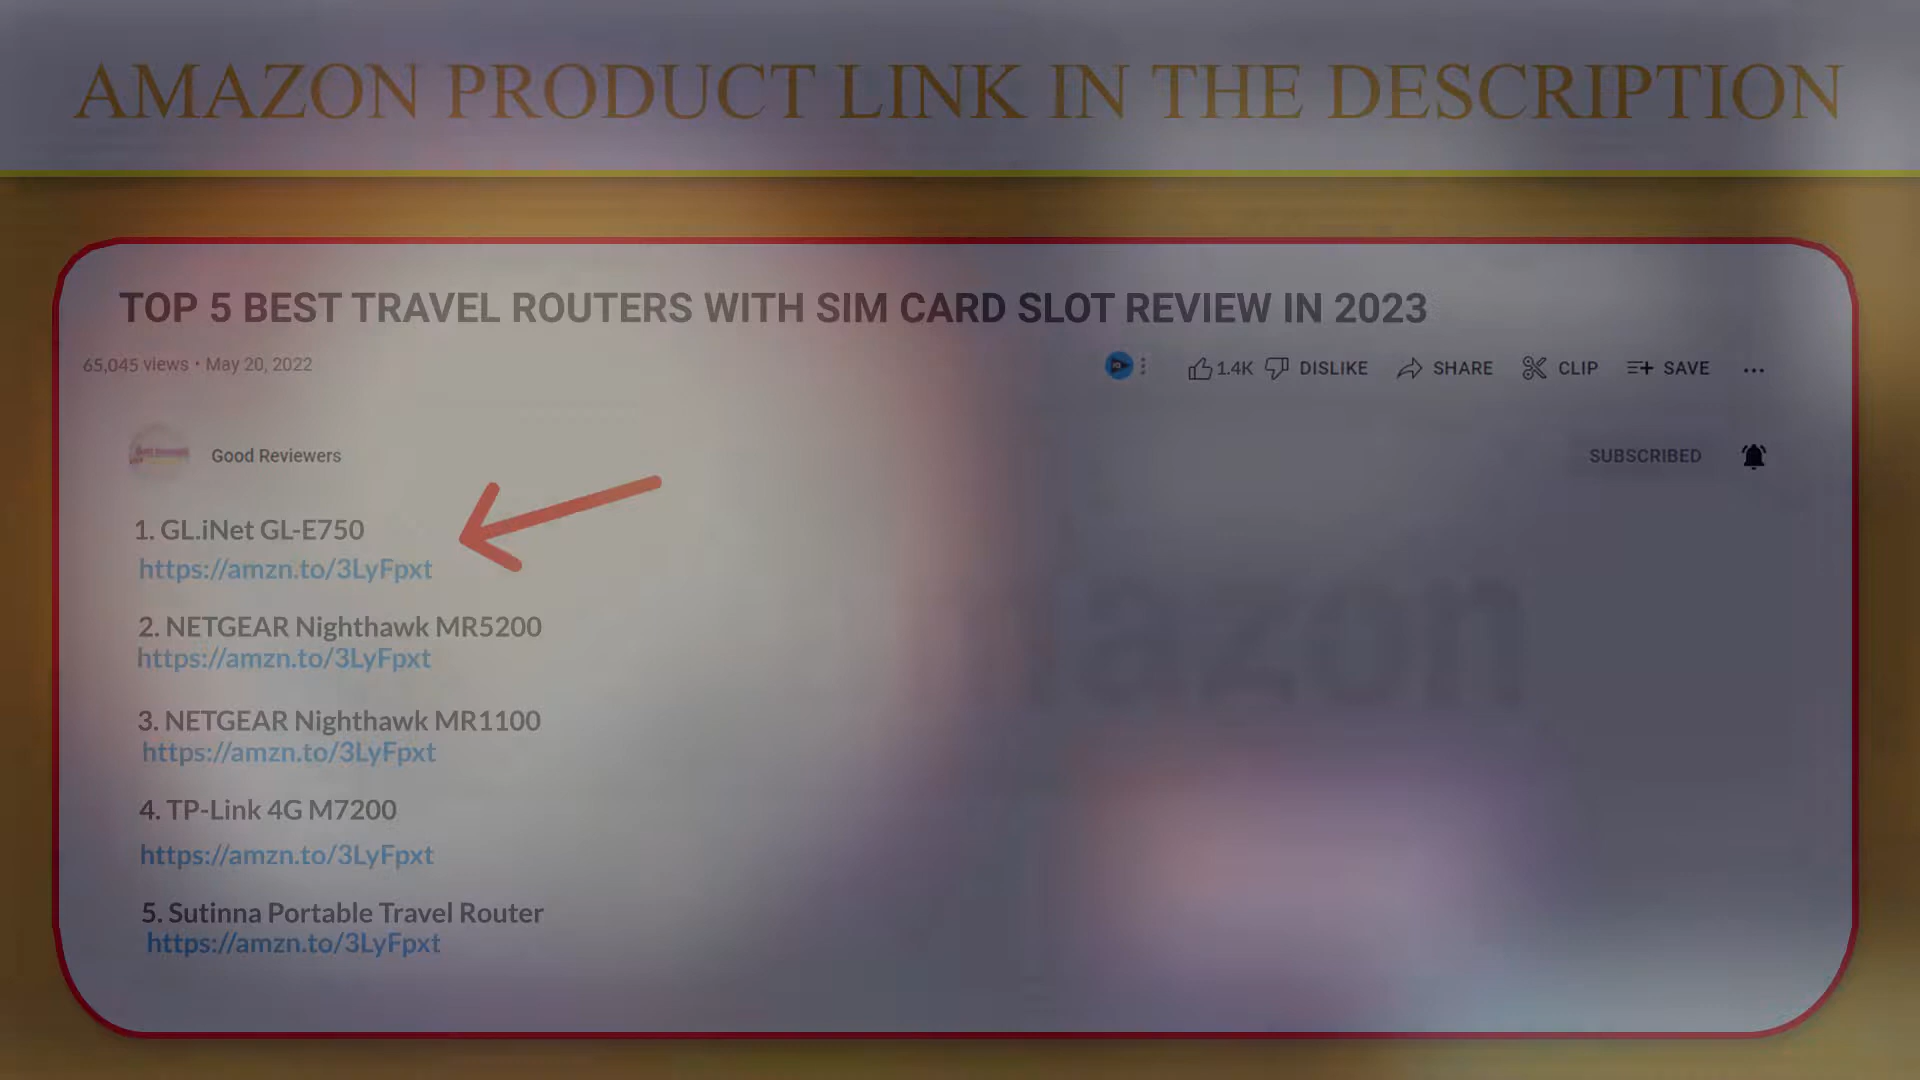 AMAZON PRODUCT LINK IN THE DESCRIPTION
TOP 5 BEST TRAVEL ROUTERS WITH SIM CARD SLOT REVIEW IN 2023
65,045 views • May 20, 2022
1.4K DISLIKE SHARE CLIP SAVE ...
Good Reviewers
SUBSCRIBED
1. GL.iNet GL-E750
https://amzn.to/3LyFpxt
2. NETGEAR Nighthawk MR5200
https://amzn.to/3LyFpxt
azon
3. NETGEAR Nighthawk MR1100
https://amzn.to/3LyFpxt
4. TP-Link 4G M7200
https://amzn.to/3LyFpxt
5. Sutinna Portable Travel Router
https://amzn.to/3LyFpxt